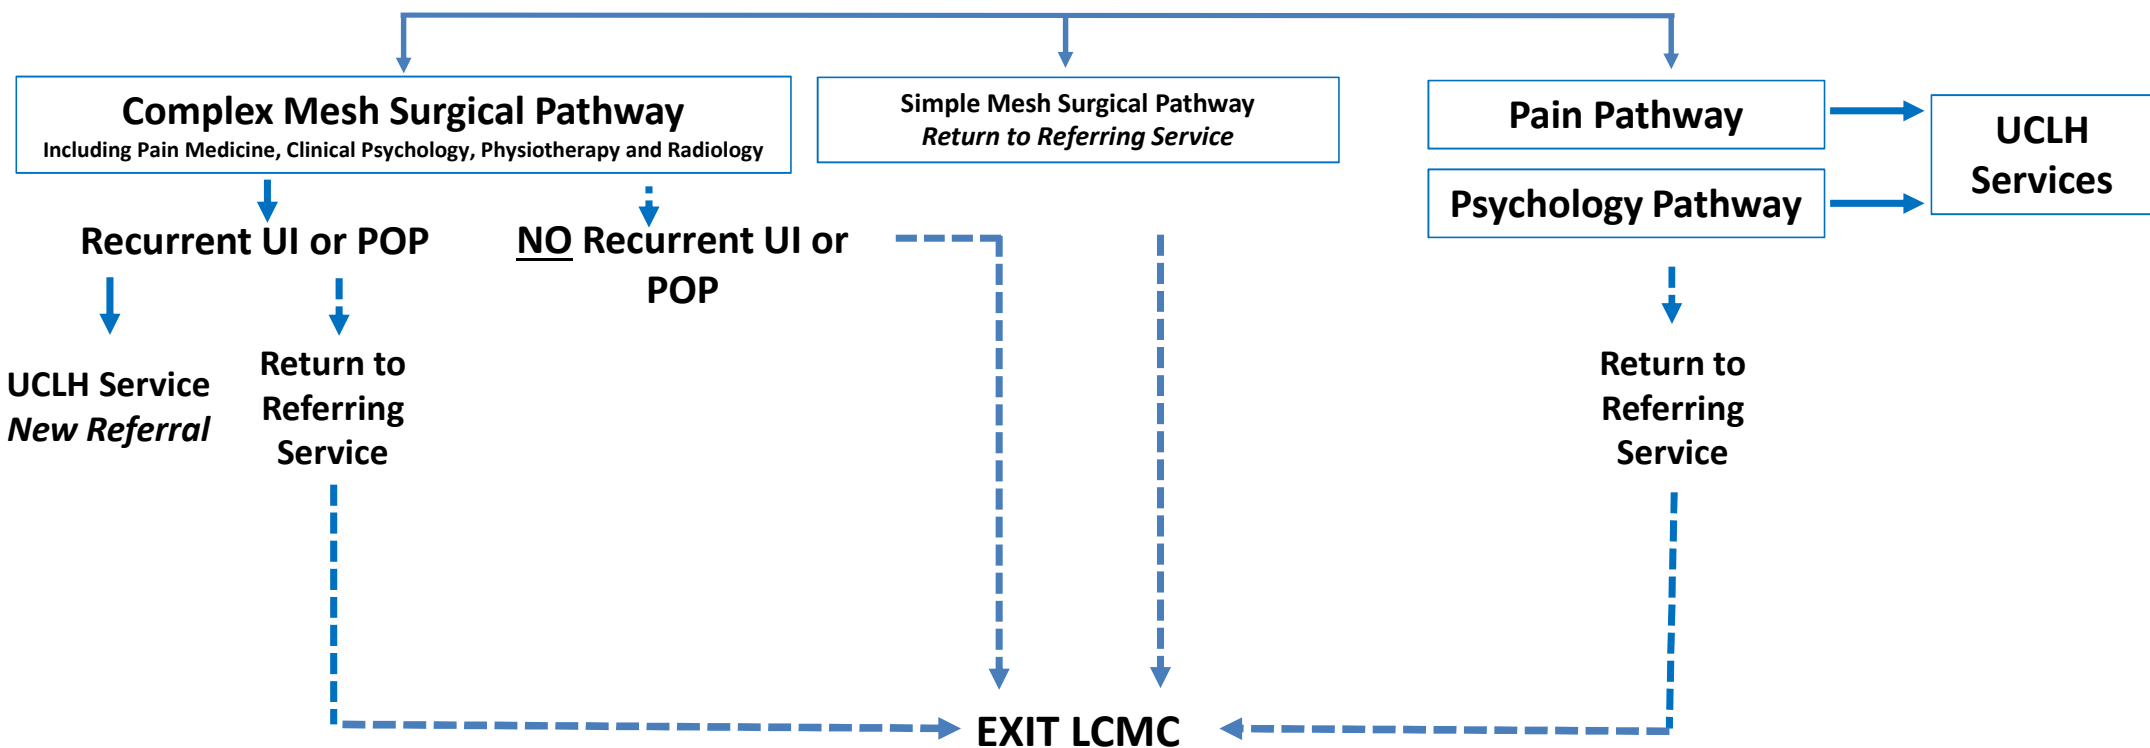 Complex Mesh Surgical Pathway
Including Pain Medicine, Clinical Psychology, Physiotherapy and Radiology
Simple Mesh Surgical Pathway
Return to Referring Service
Pain Pathway
Psychology Pathway
UCLH
Services
Recurrent UI or POP
NO Recurrent UI or
POP
UCLH Service
New Referral
Return to
Referring
Service
Return to
Referring
Service
EXIT LCMC